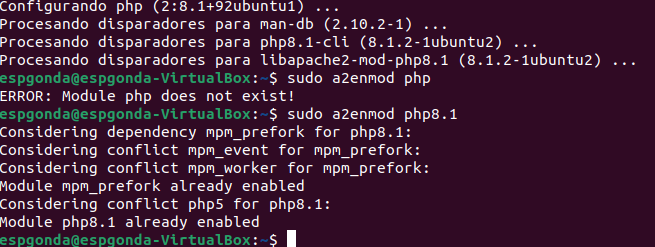 Configurando php (2:8.1+92ubuntu1) ...
Procesando disparadores para man-db (2.10.2-1) ...
Procesando disparadores para php8.1-cli (8.1.2-1ubuntu2) ...
Procesando disparadores para libapache2-mod-php8.1 (8.1.2-1ubuntu2) ...
espgonda@espgonda-VirtualBox:~$ sudo a2enmod php
ERROR: Module php does not exist!
espgonda@espgonda-VirtualBox:~$ sudo a2enmod php8.1
Considering dependency mpm_prefork for php8.1:
Considering conflict mpm_event for mpm_prefork:
Considering conflict mpm_worker for mpm_prefork:
Module mpm_prefork already enabled
Considering conflict php5 for php8.1:
Module php8.1 already enabled
espgonda@espgonda-VirtualBox:~$